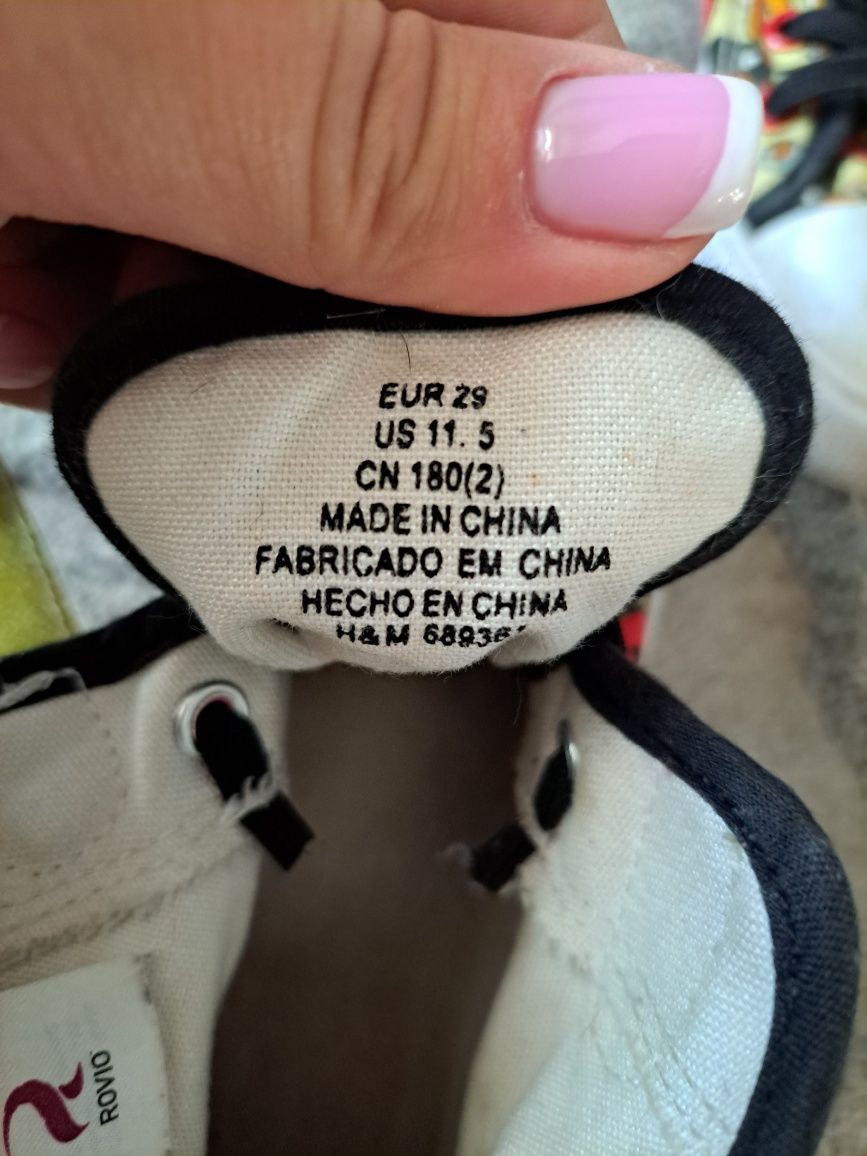 EUR 29
US 11. 5
CN 180(2)
MADE IN CHINA
FABRICADO EM CHINA
HECHO EN CHINA
H&M
ROVIO